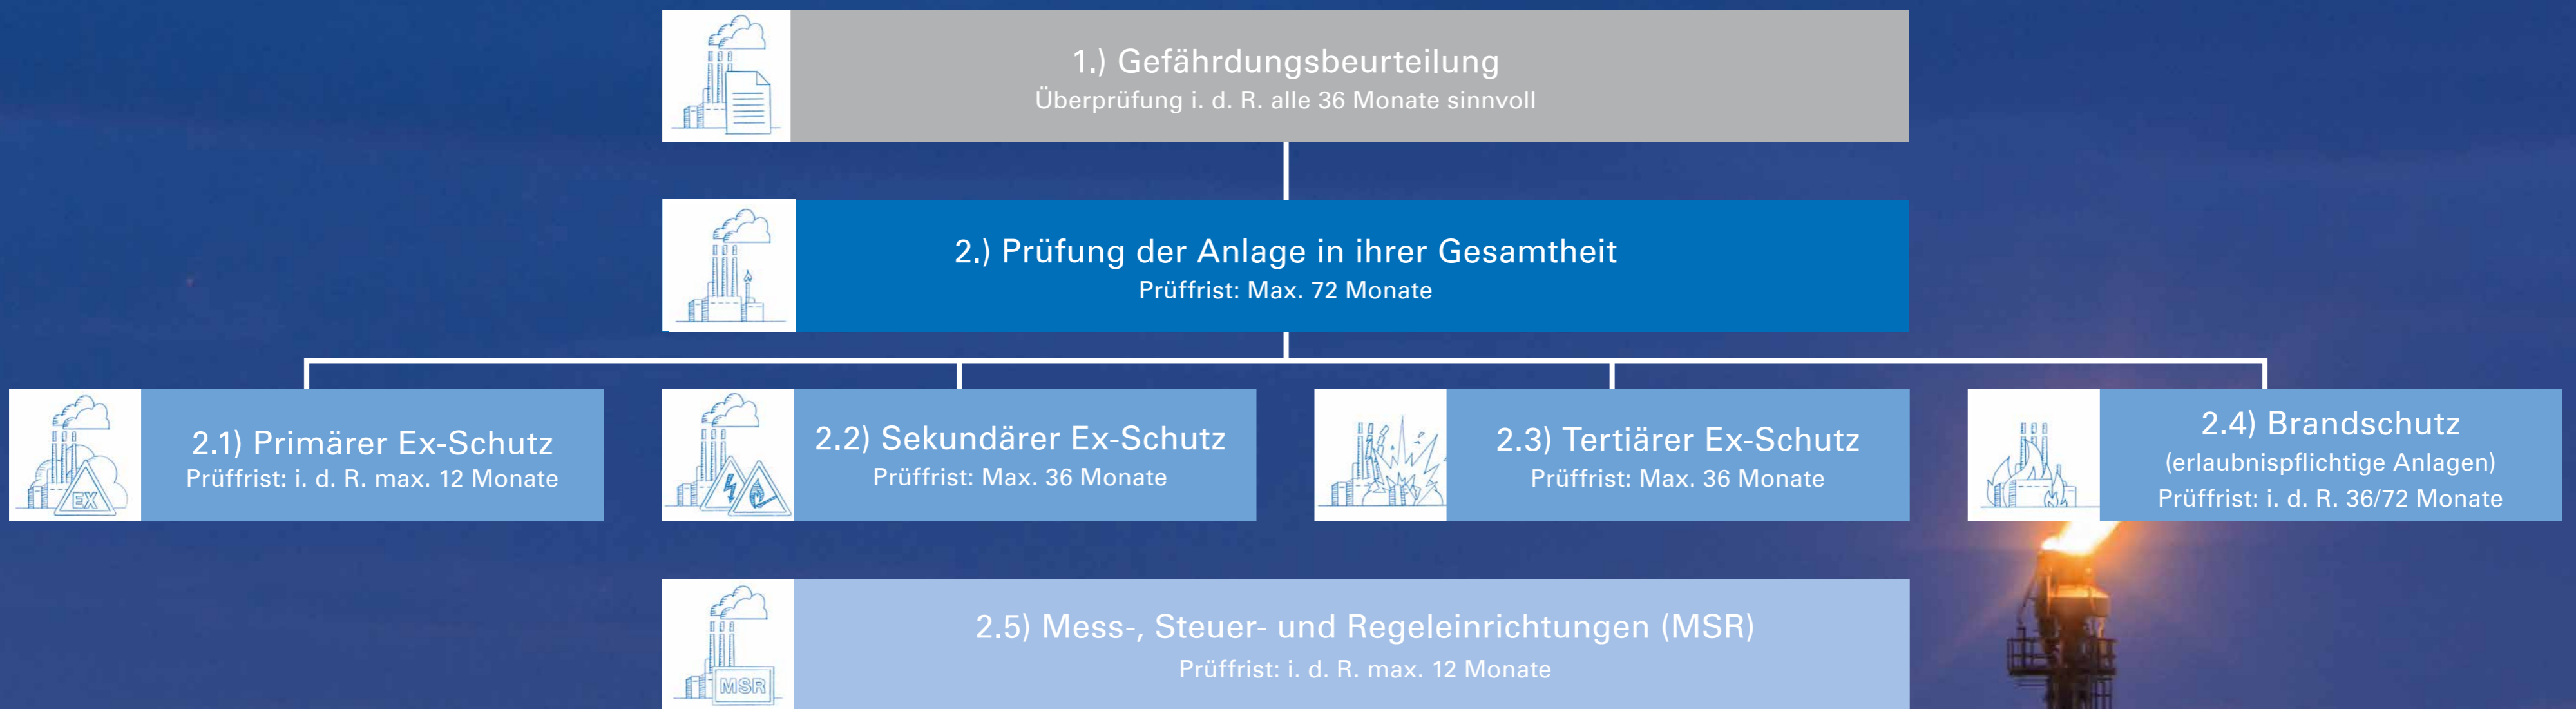 1.) Gefährdungsbeurteilung
Überprüfung i. d. R. alle 36 Monate sinnvoll
2.) Prüfung der Anlage in ihrer Gesamtheit
Prüffrist: Max. 72 Monate
2.1) Primärer Ex-Schutz
Prüffrist: i. d. R. max. 12 Monate
EX
2.2) Sekundärer Ex-Schutz
Prüffrist: Max. 36 Monate
2.3) Tertiärer Ex-Schutz
Prüffrist: Max. 36 Monate
2.4) Brandschutz
(erlaubnispflichtige Anlagen)
Prüffrist: i. d. R. 36/72 Monate
2.5) Mess-, Steuer- und Regeleinrichtungen (MSR)
Prüffrist: i. d. R. max. 12 Monate
MSR